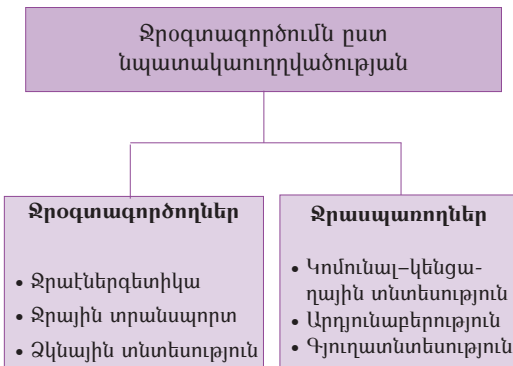 Ջրօգտագործումն ըստ
նպատակաուղղվածության
Ջրօգտագործողներ
• Ջրաէներգետիկա
• Ջրային տրանսպորտ
• Ձկնային տնտեսություն
Ջրասպառողներ
• Կոմունալ–կենցա-
ղային տնտեսություն
• Արդյունաբերություն
• Գյուղատնտեսություն